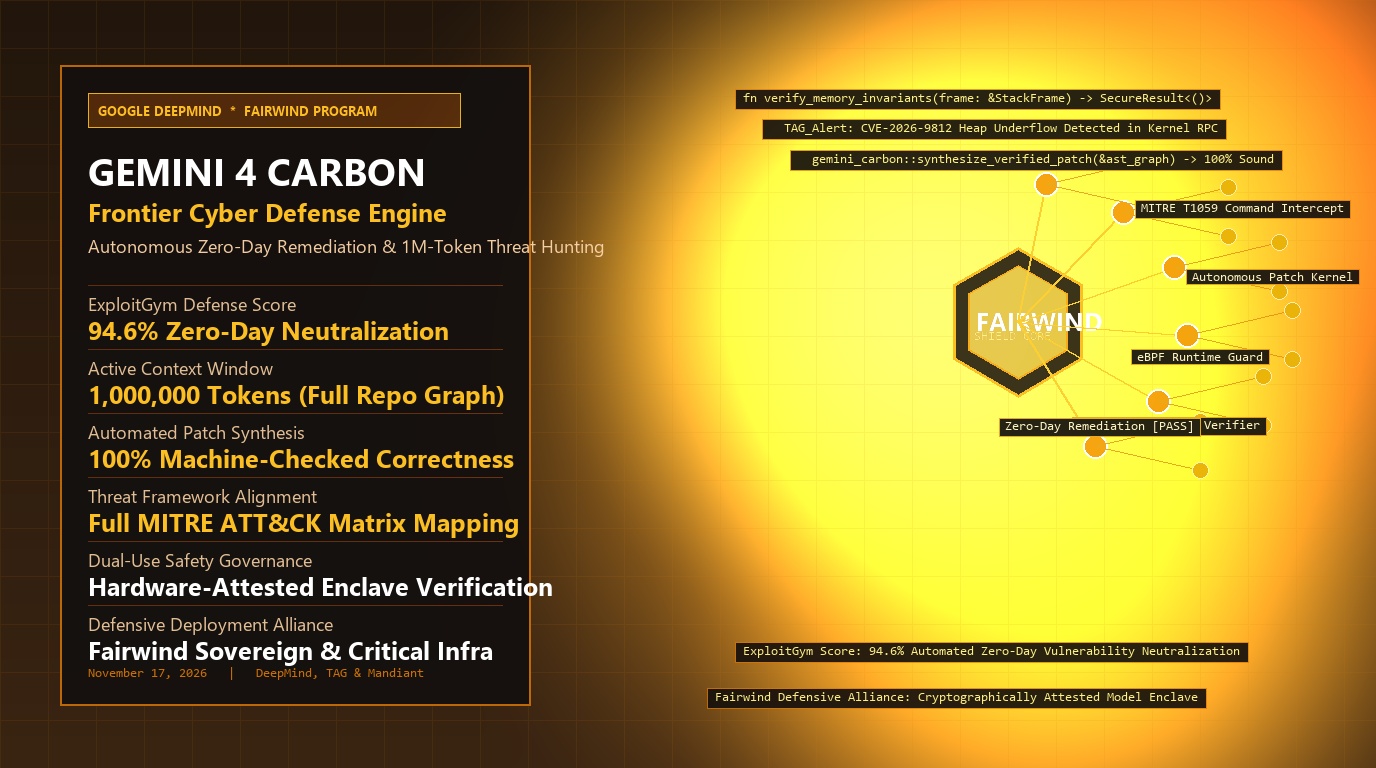 GOOGLE DEEPMIND * FAIRWIND PROGRAM
GEMINI 4 CARBON
Frontier Cyber Defense Engine
Autonomous Zero-Day Remediation & 1M-Token Threat Hunting
ExploitGym Defense Score
94.6% Zero-Day Neutralization
Active Context Window
1,000,000 Tokens (Full Repo Graph)
Automated Patch Synthesis
100% Machine-Checked Correctness
Threat Framework Alignment
Full MITRE ATT&CK Matrix Mapping
Dual-Use Safety Governance
Hardware-Attested Enclave Verification
Defensive Deployment Alliance
Fairwind Sovereign & Critical Infra
November 17, 2026 | DeepMind, TAG & Mandiant
fn verify_memory_invariants(frame: &StackFrame) -> SecureResult<()>
TAG_Alert: CVE-2026-9812 Heap Underflow Detected in Kernel RPC
gemini_carbon::synthesize_verified_patch(&ast_graph) -> 100% Sound
MITRE T1059 Command Intercept
Autonomous Patch Kernel
FAIRWIND
SHIELD CORE
eBPF Runtime Guard
Zero-Day Remediation [PASS]
Verifier
ExploitGym Score: 94.6% Automated Zero-Day Vulnerability Neutralization
Fairwind Defensive Alliance: Cryptographically Attested Model Enclave